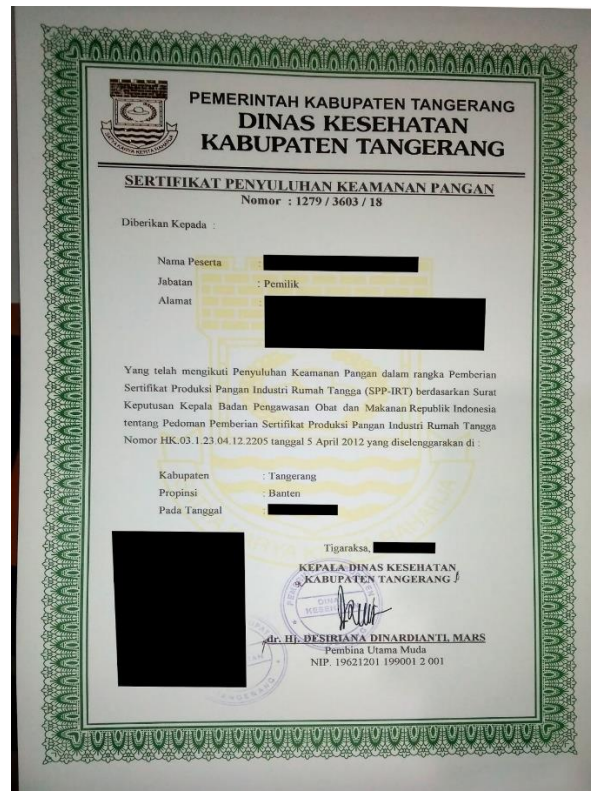 PEMERINTAH KABUPATEN TANGERANG
DINAS KESEHATAN
KABUPATEN TANGERANG
SERTIFIKAT PENYULUHAN KEAMANAN PANGAN
Nomor : 1279 / 3603 / 18
Diberikan Kepada :
Nama Peserta :
Jabatan : Pemilik
Alamat :
Yang telah mengikuti Penyuluhan Keamanan Pangan dalam rangka Pemberian
Sertifikat Produksi Pangan Industri Rumah Tangga (SPP-IRT) berdasarkan Surat
Keputusan Kepala Badan Pengawasan Obat dan Makanan Republik Indonesia
tentang Pedoman Pemberian Sertifikat Produksi Pangan Industri Rumah Tangga
Nomor HK.03.1.23.04.12.2205 tanggal 5 April 2012 yang diselenggarakan di :
Kabupaten : Tangerang
Propinsi : Banten
Pada Tanggal :
Tigaraksa,
KEPALA DINAS KESEHATAN
KABUPATEN TANGERANG
dr. Hj. DESIRIANA DINARDIANTI, MARS
Pembina Utama Muda
NIP. 19621201 199001 2 001